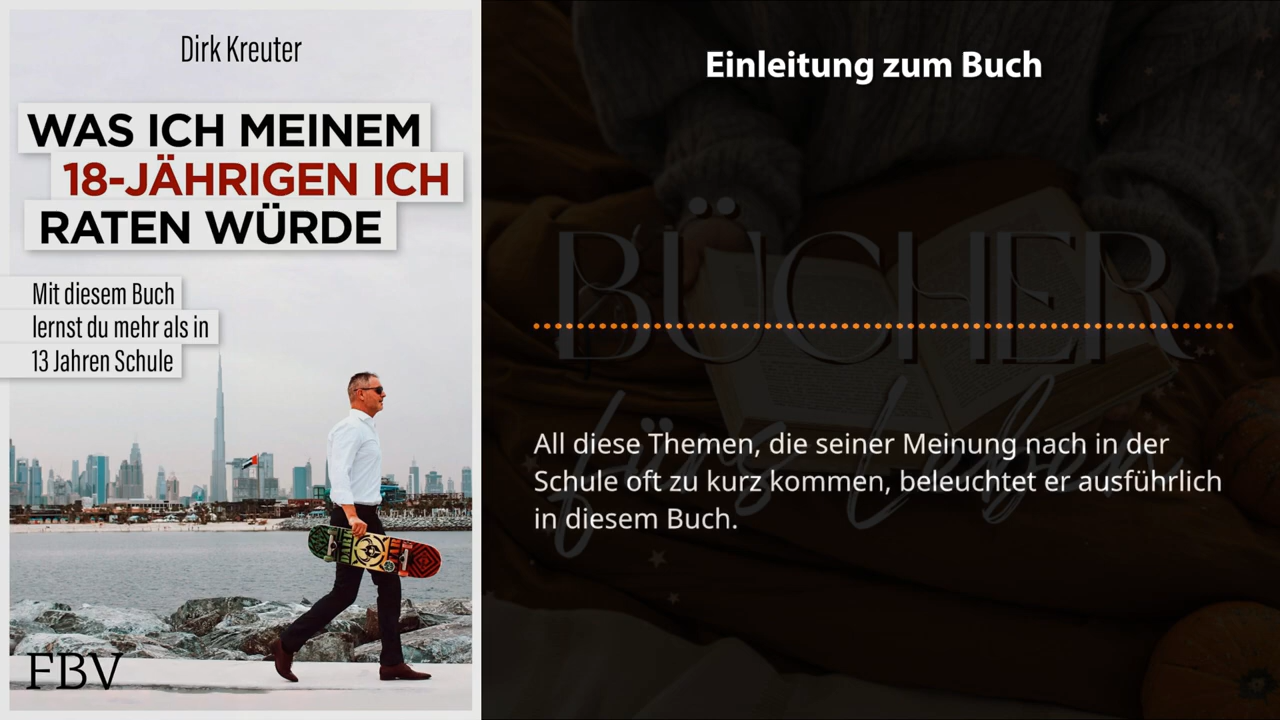 Dirk Kreuter
WAS ICH MEINEM
18-JÄHRIGEN ICH
RATEN WÜRDE
Mit diesem Buch
lernst du mehr als in
13 Jahren Schule
FBV
Einleitung zum Buch
BÜCHER
fürs Leben
All diese Themen, die seiner Meinung nach in der
Schule oft zu kurz kommen, beleuchtet er ausführlich
in diesem Buch.